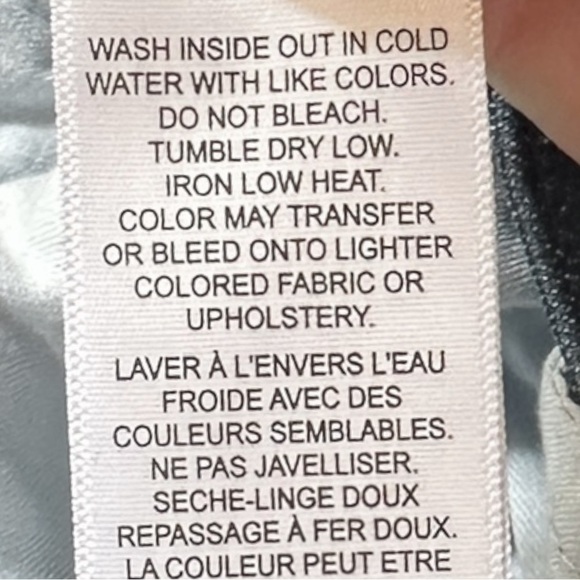 WASH INSIDE OUT IN COLD
WATER WITH LIKE COLORS.
DO NOT BLEACH.
TUMBLE DRY LOW.
IRON LOW HEAT.
COLOR MAY TRANSFER
OR BLEED ONTO LIGHTER
COLORED FABRIC OR
UPHOLSTERY.
LAVER À L'ENVERS L'EAU
FROIDE AVEC DES
COULEURS SEMBLABLES.
NE PAS JAVELLISER.
SECHE-LINGE DOUX
REPASSAGE À FER DOUX.
LA COULEUR PEUT ETRE